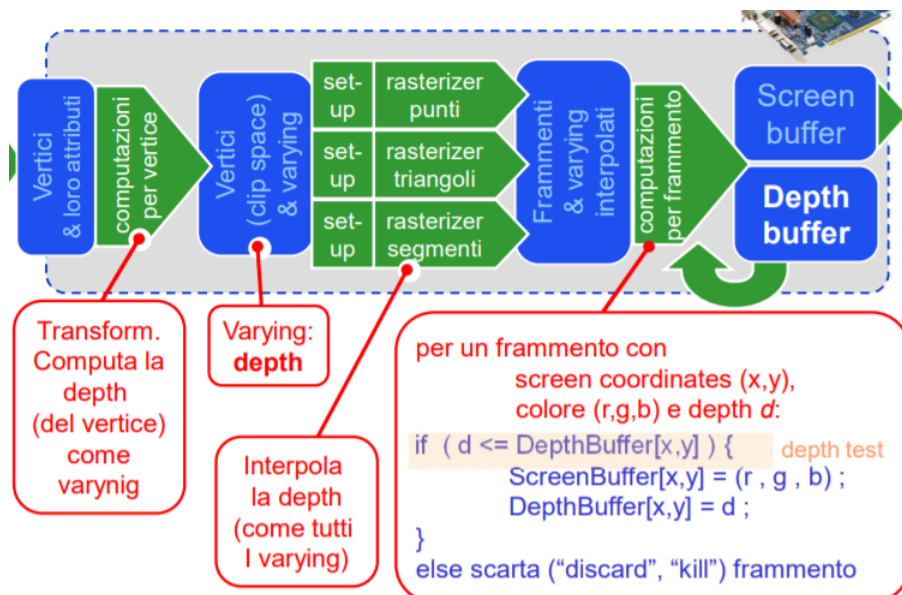 Vertici
& loro attributi
computazioni
per vertice
Vertici
(clip space)
& varying
set-
up
rasterizer
punti
set-
up
rasterizer
triangoli
set-
up
rasterizer
segmenti
Frammenti
& varying
interpolati
computazioni
per frammento
Screen
buffer
Depth
buffer
Transform.
Computa la
depth
(del vertice)
come
varynig
Varying:
depth
Interpola
la depth
(come tutti
I varying)
per un frammento con
screen coordinates (x,y),
colore (r,g,b) e depth d:
if ( d <= DepthBuffer[x,y] ) { depth test
ScreenBuffer[x,y] = (r , g , b) ;
DepthBuffer[x,y] = d ;
}
else scarta (“discard”, “kill”) frammento